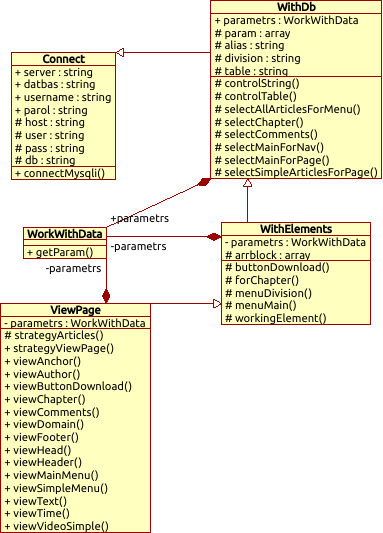 WithDb
+ parametrs : WorkWithData
# param : array
# alias : string
# division : string
# table : string
# controlString()
# controlTable()
# selectAllArticlesForMenu()
# selectChapter()
# selectComments()
# selectMainForNav()
# selectMainForPage()
# selectSimpleArticlesForPage()
Connect
+ server : string
+ datbas : string
+ username : string
+ parol : string
# host : string
# user : string
# pass : string
# db : string
+ connectMysqli()
+parametrs
WorkWithData
+ getParam()
-parametrs
-parametrs
WithElements
- parametrs : WorkWithData
# arrblock : array
# buttonDownload()
# forChapter()
# menuDivision()
# menuMain()
# workingElement()
ViewPage
- parametrs : WorkWithData
# strategyArticles()
+ strategyViewPage()
+ viewAnchor()
+ viewAuthor()
+ viewButtonDownload()
+ viewChapter()
+ viewComments()
+ viewDomain()
+ viewFooter()
+ viewHead()
+ viewHeader()
+ viewMainMenu()
+ viewSimpleMenu()
+ viewText()
+ viewTime()
+ viewVideoSimple()